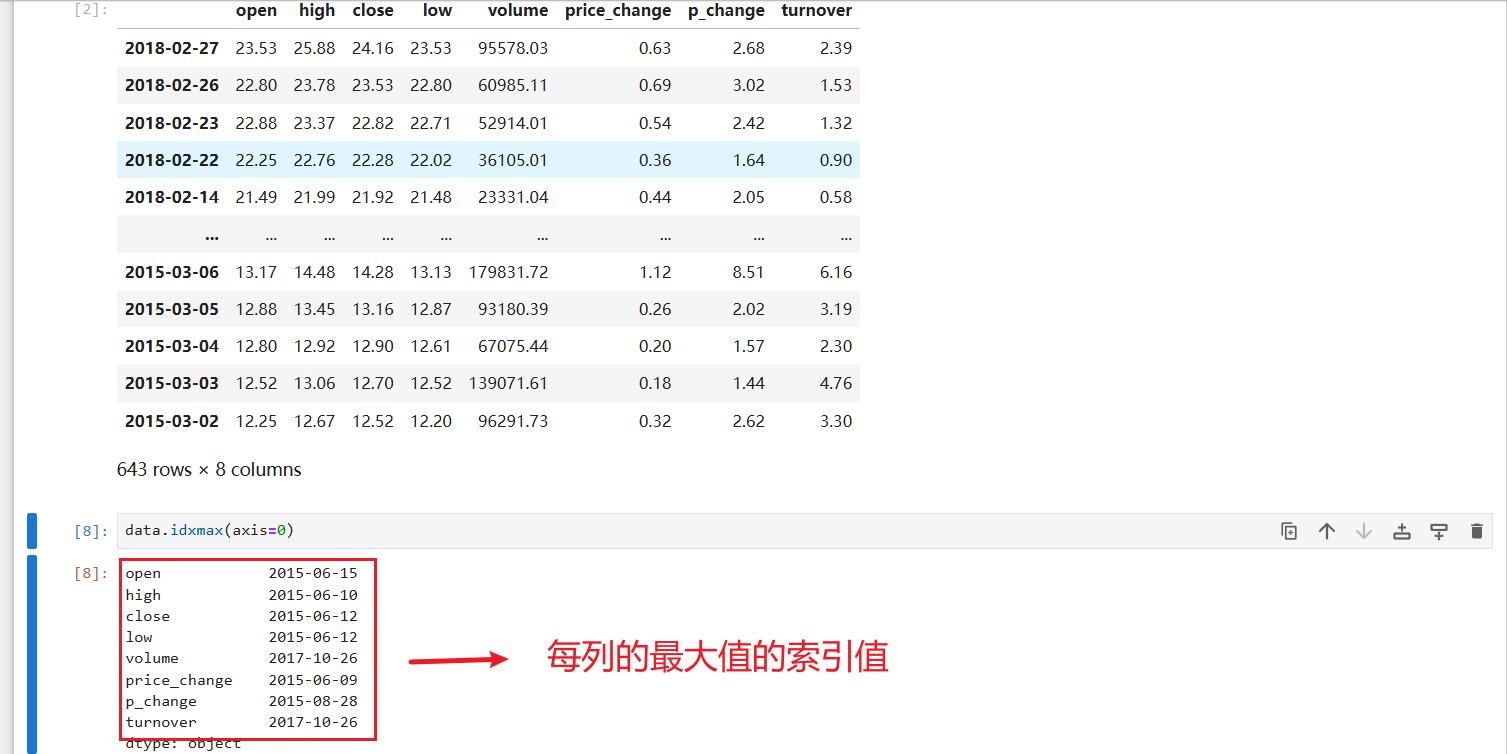 [2]: open high close low volume price_change p_change turnover
2018-02-27 23.53 25.88 24.16 23.53 95578.03 0.63 2.68 2.39
2018-02-26 22.80 23.78 23.53 22.80 60985.11 0.69 3.02 1.53
2018-02-23 22.88 23.37 22.82 22.71 52914.01 0.54 2.42 1.32
2018-02-22 22.25 22.76 22.28 22.02 36105.01 0.36 1.64 0.90
2018-02-14 21.49 21.99 21.92 21.48 23331.04 0.44 2.05 0.58
... ... ... ... ... ... ... ... ...
2015-03-06 13.17 14.48 14.28 13.13 179831.72 1.12 8.51 6.16
2015-03-05 12.88 13.45 13.16 12.87 93180.39 0.26 2.02 3.19
2015-03-04 12.80 12.92 12.90 12.61 67075.44 0.20 1.57 2.30
2015-03-03 12.52 13.06 12.70 12.52 139071.61 0.18 1.44 4.76
2015-03-02 12.25 12.67 12.52 12.20 96291.73 0.32 2.62 3.30
643 rows × 8 columns
[8]: data.idxmax(axis=0)
[8]: open 2015-06-15
high 2015-06-10
close 2015-06-12
low 2015-06-12
volume 2017-10-26
price_change 2015-06-09
p_change 2015-08-28
turnover 2017-10-26
dtype: object
每列的最大值的索引值